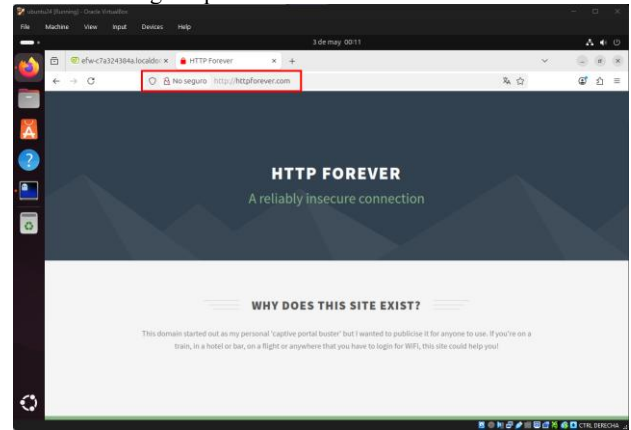 ubuntu24 [Running] - Oracle VirtualBox
File Machine View Input Devices Help
3 de may 00:11
efw-c7a324304a.localdo
HTTP Forever
No seguro http://httpforever.com
HTTP FOREVER
A reliably insecure connection
WHY DOES THIS SITE EXIST?
This domain started out as my personal 'captive portal buster' but I wanted to publicise it for anyone to use. If you're on a
train, in a hotel or bar, on a flight or anywhere that you have to login for WiFi, this site could help you!
CTRL DERECHA